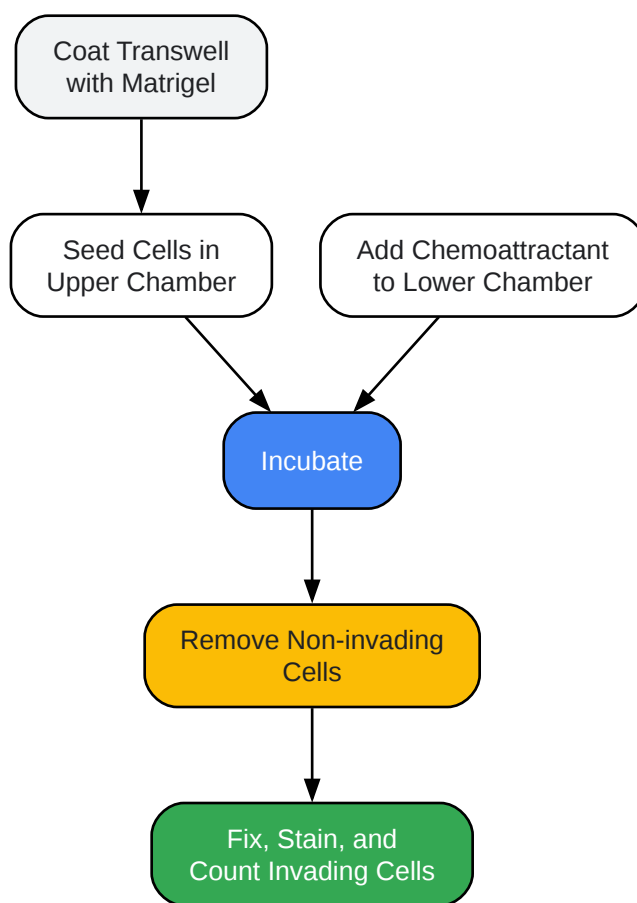 Coat Transwell
with Matrigel
Seed Cells in
Upper Chamber
Add Chemoattractant
to Lower Chamber
Incubate
Remove Non-invading
Cells
Fix, Stain, and
Count Invading Cells